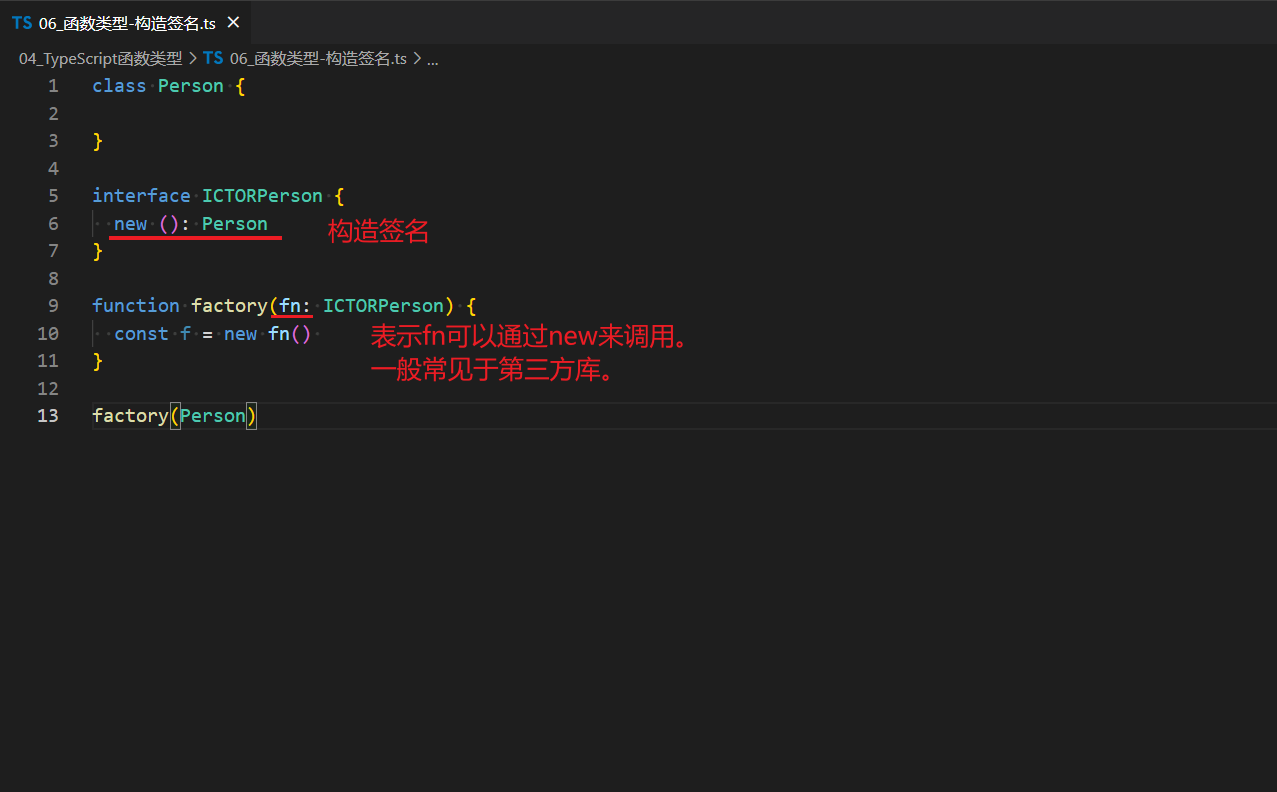 TS 06_函数类型-构造签名.ts ×
04_TypeScript函数类型 > TS 06_函数类型-构造签名.ts > ...
1 class Person {
2
3 }
4
5 interface ICTORPerson {
6 new (): Person 构造签名
7 }
8
9 function factory(fn: ICTORPerson) {
10 const f = new fn() 表示fn可以通过new来调用。
一般常见于第三方库。
11 }
12
13 factory(Person)